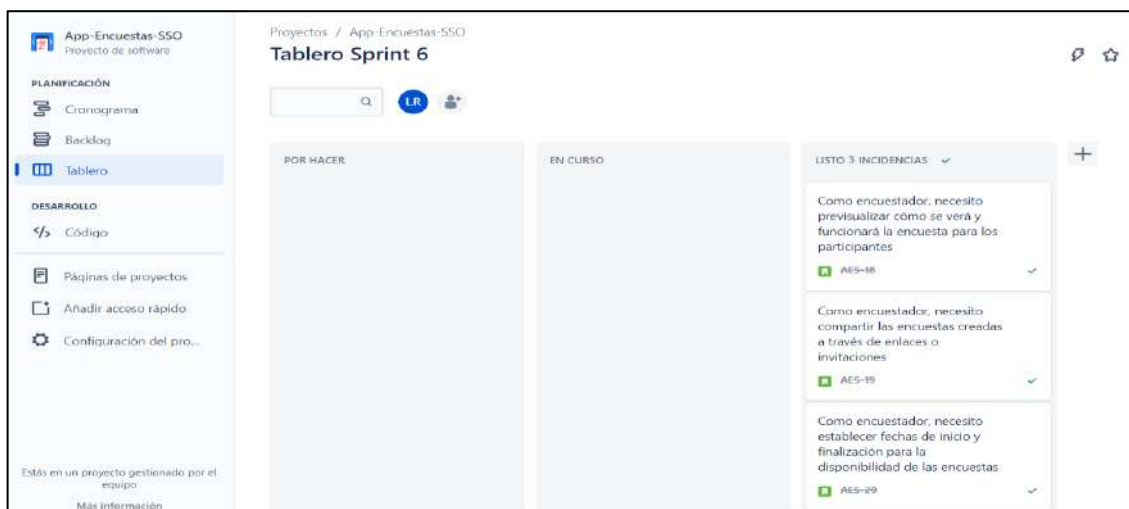 App-Encuestas-SSO
Proyecto de software
PLANIFICACIÓN
Cronograma
Backlog
Tablero
DESARROLLO
Código
Páginas de proyectos
Añadir acceso rápido
Configuración del pro...
Estás en un proyecto gestionado por el
equipo
Más información
Proyectos / App-Encuestas-SSO
Tablero Sprint 6
LR
POR HACER
EN CURSO
LISTO 3 INCIDENCIAS
Como encuestador, necesito
previsualizar cómo se verá y
funcionará la encuesta para los
participantes
AES-18
Como encuestador, necesito
compartir las encuestas creadas
a través de enlaces o
invitaciones
AES-19
Como encuestador, necesito
establecer fechas de inicio y
finalización para la
disponibilidad de las encuestas
AES-20